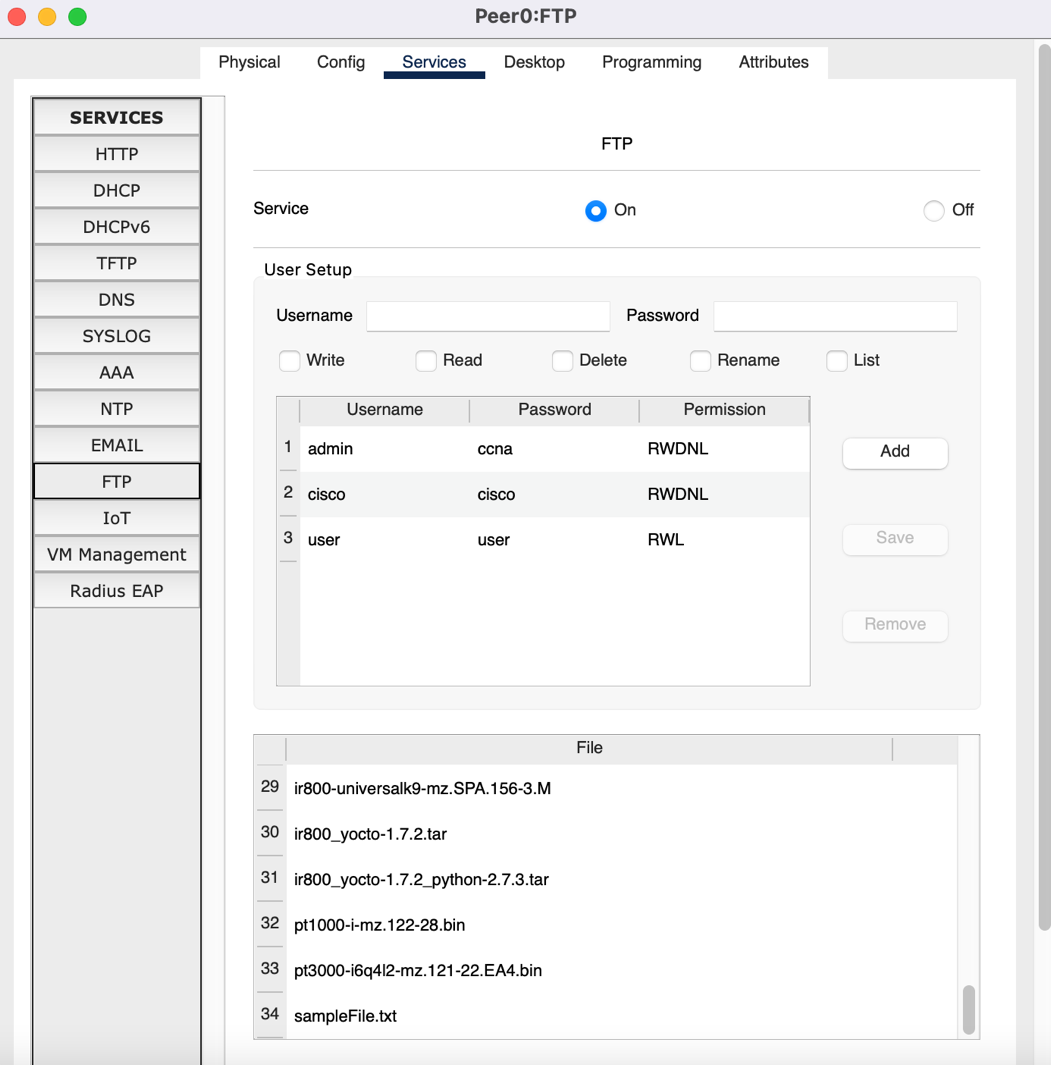 Peer0:FTP
Physical Config Services Desktop Programming Attributes
SERVICES
HTTP
DHCP
DHCPv6
TFTP
DNS
SYSLOG
AAA
NTP
EMAIL
FTP
IoT
VM Management
Radius EAP
FTP
Service On Off
User Setup
Username Password
Write Read Delete Rename List
Username Password Permission
1 admin ccna RWDNL
2 cisco cisco RWDNL
3 user user RWL
Add
Save
Remove
File
29 ir800-universalk9-mz.SPA.156-3.M
30 ir800_yocto-1.7.2.tar
31 ir800_yocto-1.7.2_python-2.7.3.tar
32 pt1000-i-mz.122-28.bin
33 pt3000-i6q4l2-mz.121-22.EA4.bin
34 sampleFile.txt